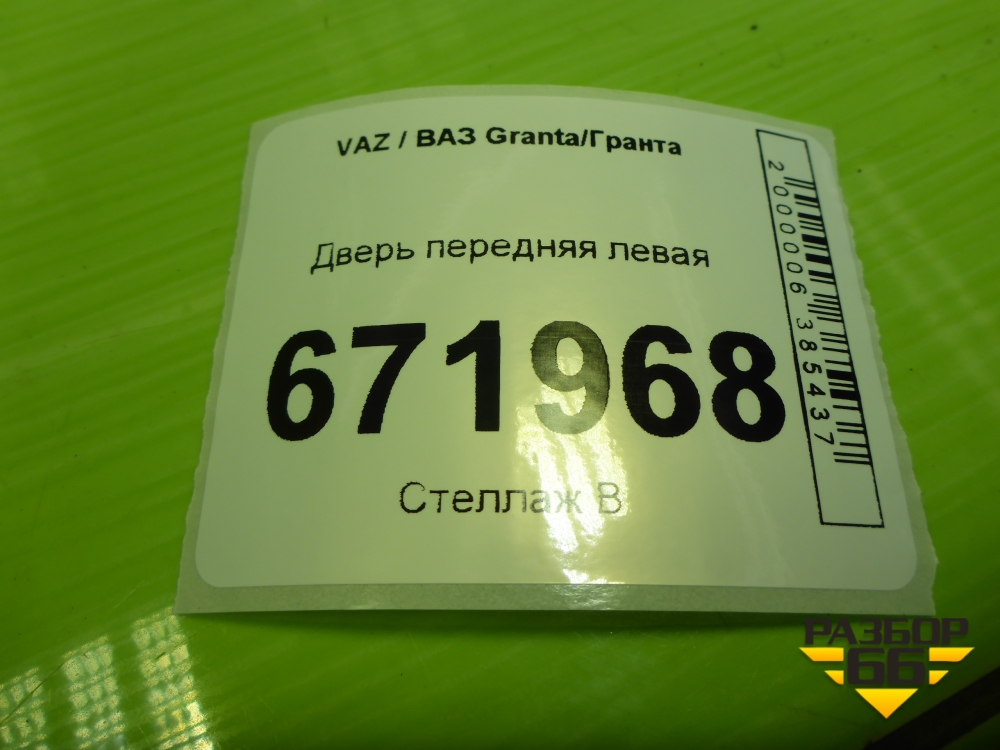 VAZ / ВАЗ Granta/Гранта
Дверь передняя левая
671968
Стеллаж В
2000006385437
РАЗБОР
66